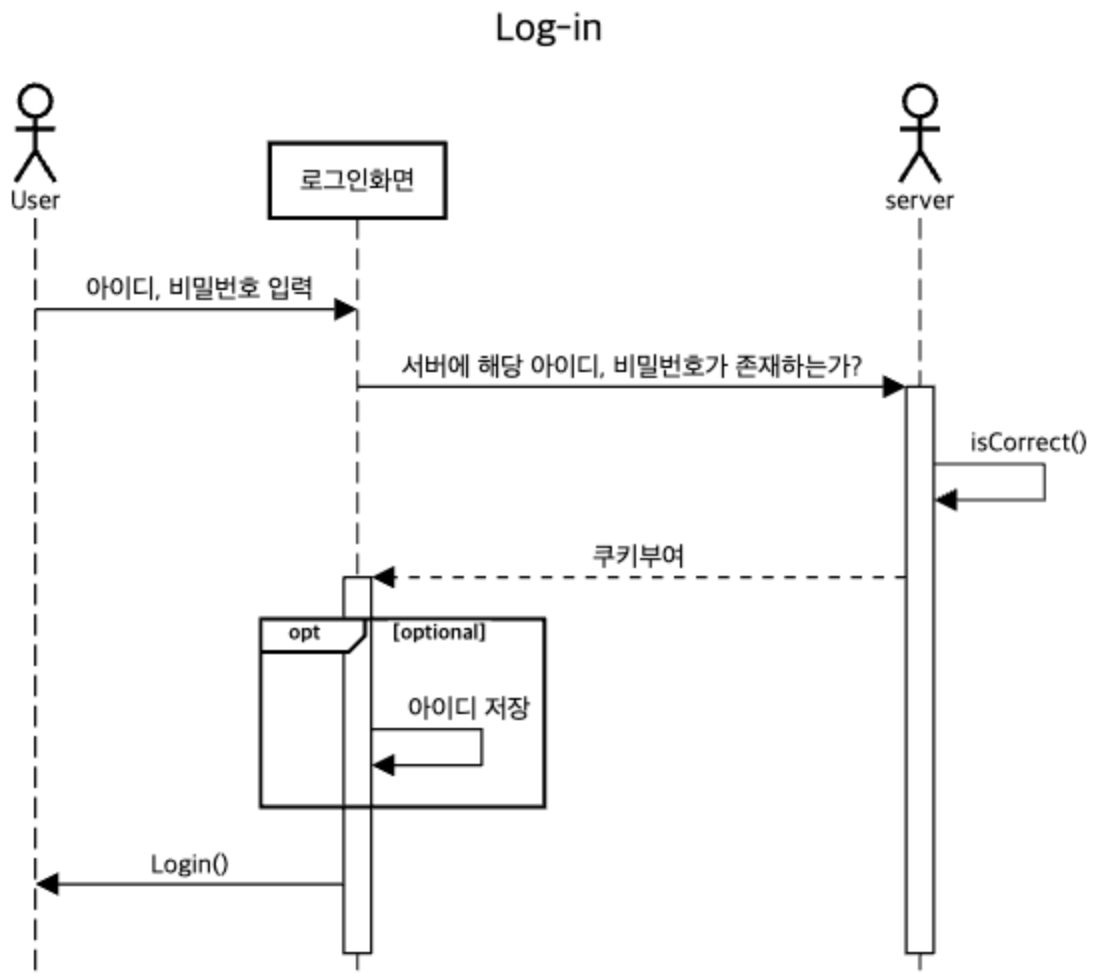 Log-in
User
로그인화면
server
아이디, 비밀번호 입력
서버에 해당 아이디, 비밀번호가 존재하는가?
isCorrect()
쿠키부여
opt
[optional]
아이디 저장
Login()